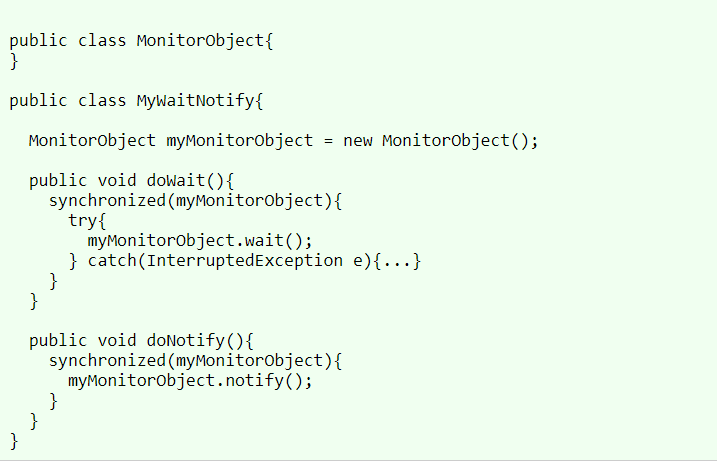 public class MonitorObject{
}
public class MyWaitNotify{
MonitorObject myMonitorObject = new MonitorObject();
public void doWait(){
synchronized(myMonitorObject){
try{
myMonitorObject.wait();
} catch(InterruptedException e){...}
}
}
public void doNotify(){
synchronized(myMonitorObject){
myMonitorObject.notify();
}
}
}